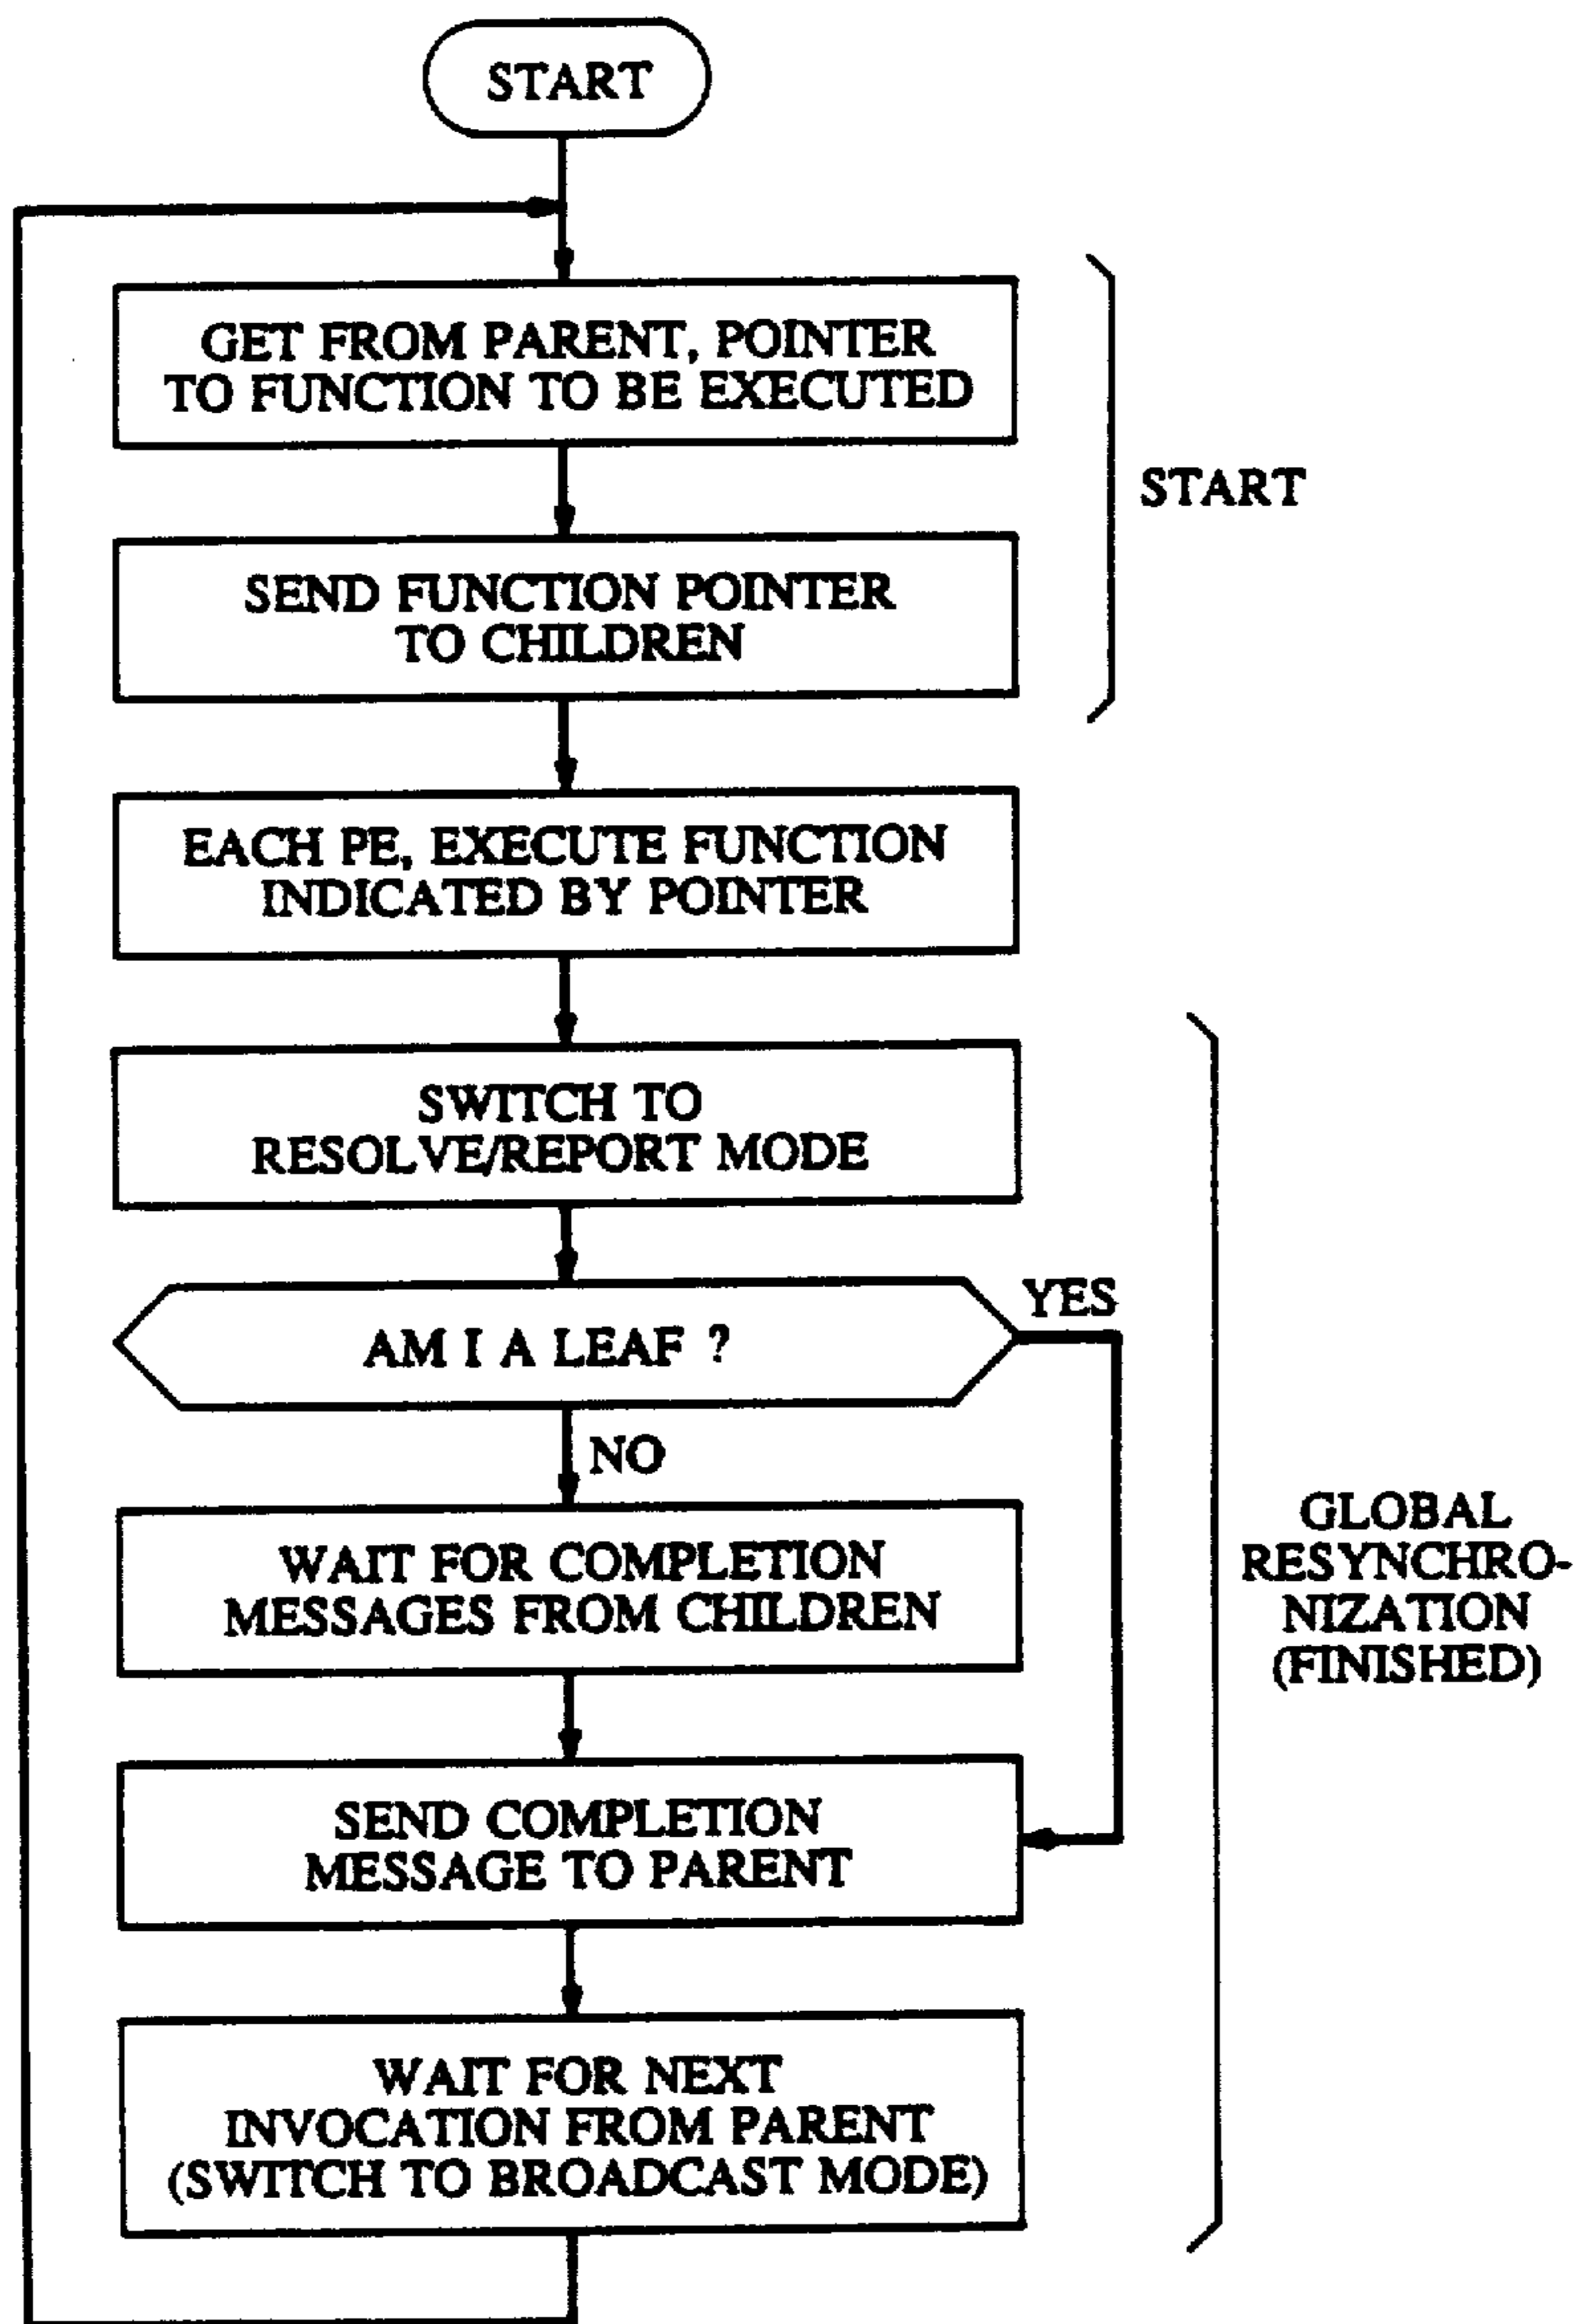 START
GET FROM PARENT, POINTER
TO FUNCTION TO BE EXECUTED
START
SEND FUNCTION POINTER
TO CHILDREN
EACH PE, EXECUTE FUNCTION
INDICATED BY POINTER
SWITCH TO
RESOLVE/REPORT MODE
YES
AM I A LEAF ?
NO
WAIT FOR COMPLETION
MESSAGES FROM CHILDREN
GLOBAL
RESYNCHRO-
NIZATION
(FINISHED)
SEND COMPLETION
MESSAGE TO PARENT
WAIT FOR NEXT
INVOCATION FROM PARENT
(SWITCH TO BROADCAST MODE)